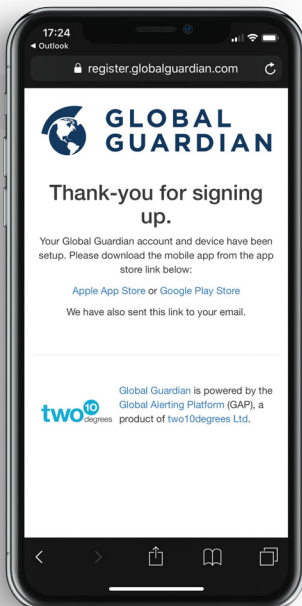 17:24
◀ Outlook
register.globalguardian.com
GLOBAL
GUARDIAN
Thank-you for signing
up.
Your Global Guardian account and device have been
setup. Please download the mobile app from the app
store link below:
Apple App Store or Google Play Store
We have also sent this link to your email.
two10degrees
Global Guardian is powered by the
Global Alerting Platform (GAP), a
product of two10degrees Ltd.